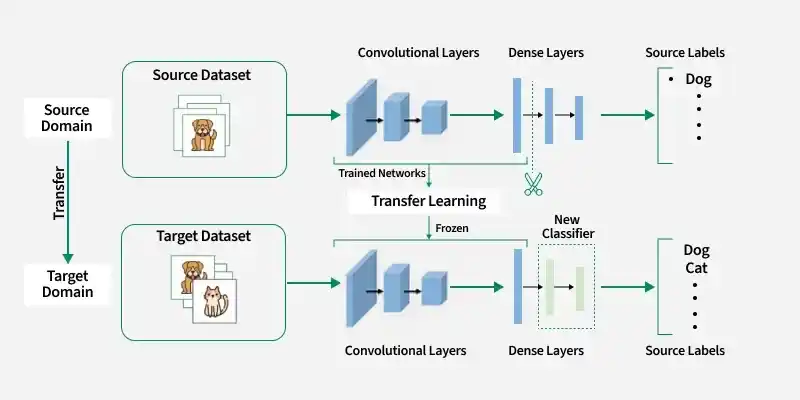 Convolutional Layers
Dense Layers
Source Labels
Source Dataset
Source
Domain
• Dog
•
•
•
•
Transfer
Trained Networks
Transfer Learning
Frozen
New
Classifier
Target Dataset
Target
Domain
Dog
Cat
•
•
•
•
Convolutional Layers
Dense Layers
Source Labels